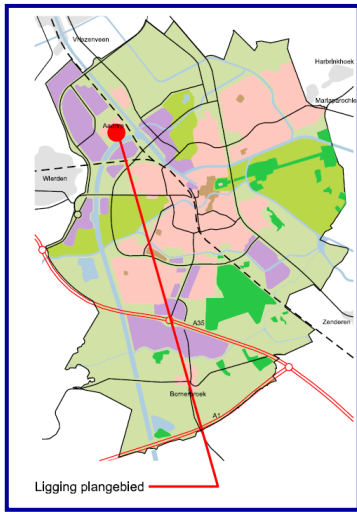 Vriezenveen
Harbrinkhoek
Mariaparochie
Aadorp
Wierden
Zenderen
A35
Bornerbroek
A1
Ligging plangebied